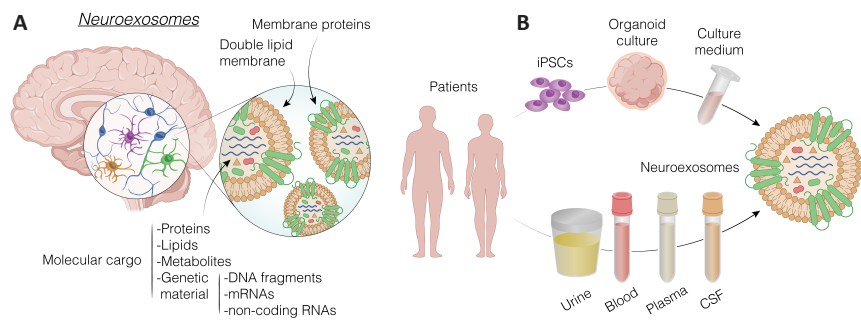 A
Neuroexosomes
Membrane proteins
Double lipid
membrane
Molecular cargo
-Proteins
-Lipids
-Metabolites
-Genetic
material
-DNA fragments
-mRNAs
-non-coding RNAs
Patients
B
iPSCs
Organoid
culture
Culture
medium
Neuroexosomes
Urine
Blood
Plasma
CSF